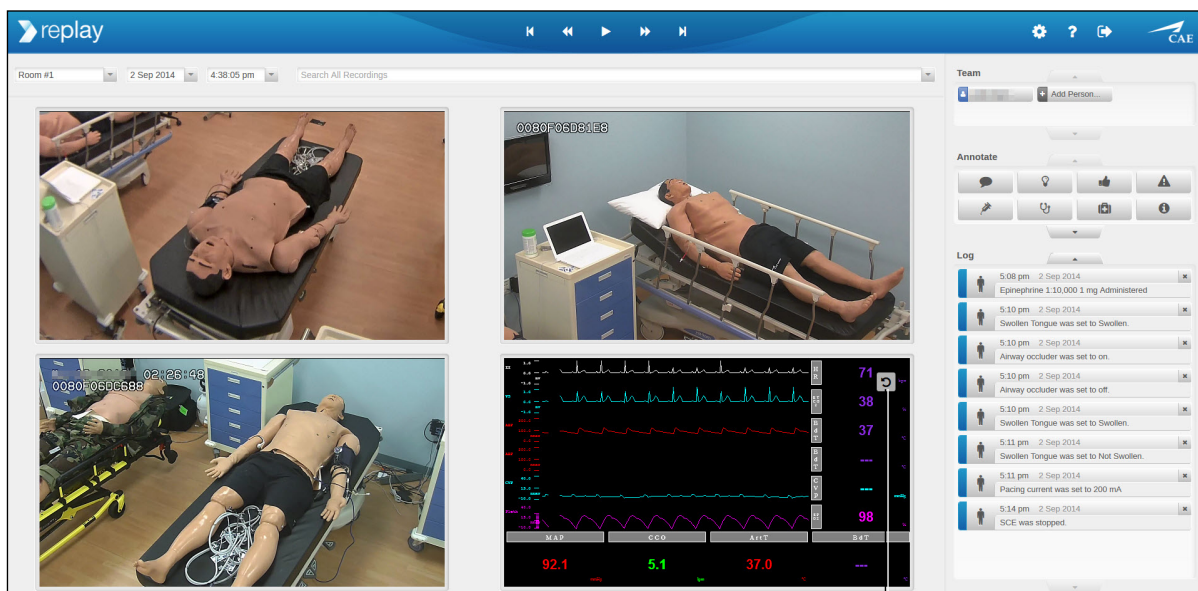 replay
CAE
Room #1
2 Sep 2014
4:38:05 pm
Search All Recordings
Team
Add Person...
Annotate
Log
5:08 pm 2 Sep 2014
Epinephrine 1:10,000 1 mg Administered
5:10 pm 2 Sep 2014
Swollen Tongue was set to Swollen.
5:10 pm 2 Sep 2014
Airway occluder was set to on.
5:10 pm 2 Sep 2014
Airway occluder was set to off.
5:10 pm 2 Sep 2014
Swollen Tongue was set to Swollen.
5:11 pm 2 Sep 2014
Swollen Tongue was set to Not Swollen.
5:11 pm 2 Sep 2014
Pacing current was set to 200 mA
5:14 pm 2 Sep 2014
SCE was stopped.
0080F06D81E8
02:26:48
0080F06DC688
HR
71
38
BdT
37
BdT
---
CVP
---
98
MAP
CCO
ArtT
BdT
92.1
5.1
37.0
---